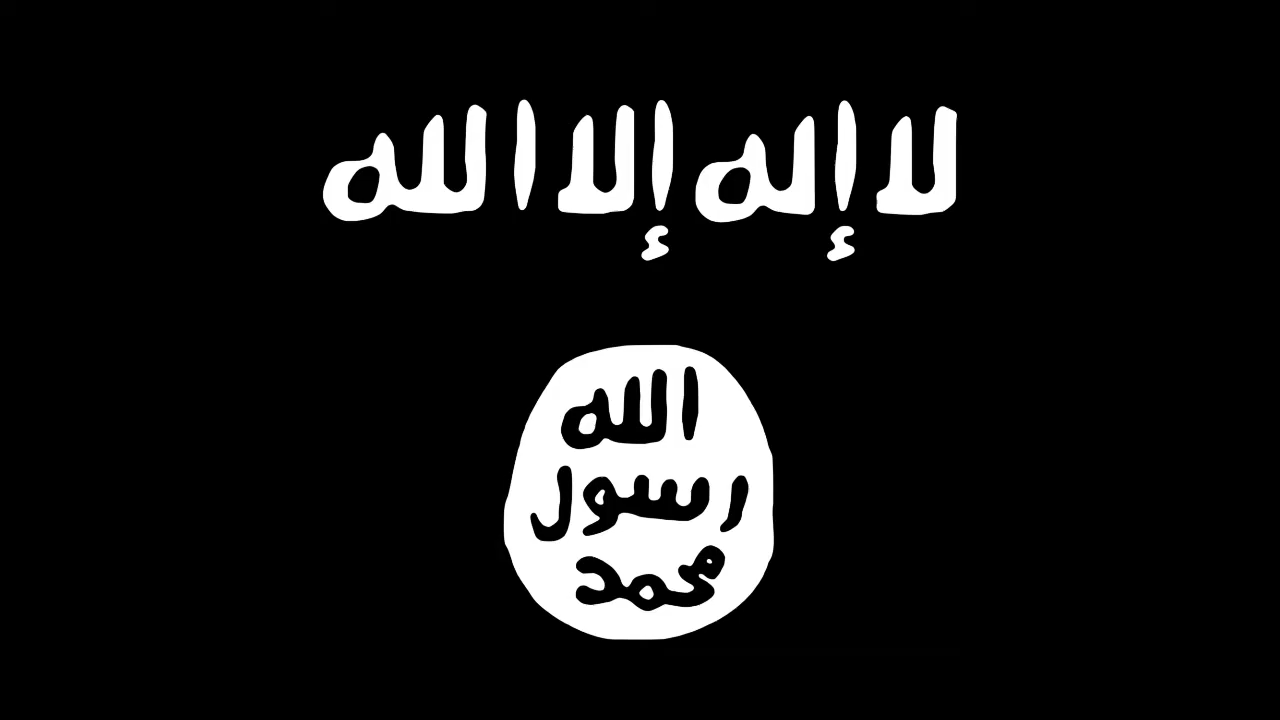 لا إله إلا الله
الله
رسول
محمد